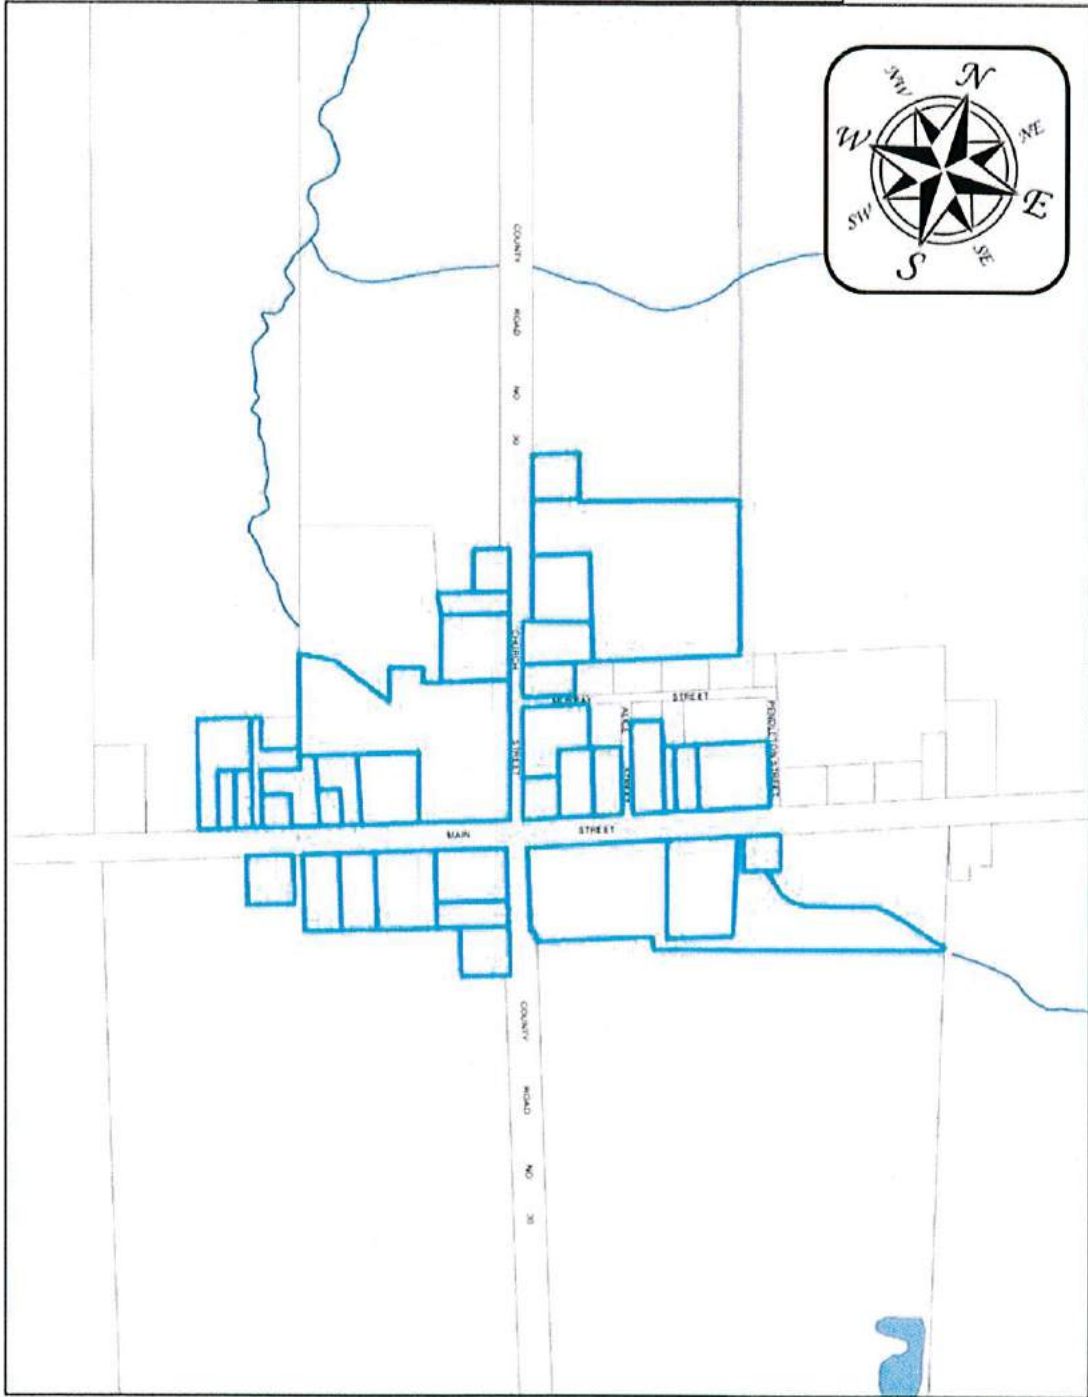 N
NW
NE
W
E
SW
SE
S
COUNTY ROAD NO 30
CHURCH STREET
MURRAY STREET
ALICE STREET
PENDLETON STREET
MAIN STREET
COUNTY ROAD NO 30